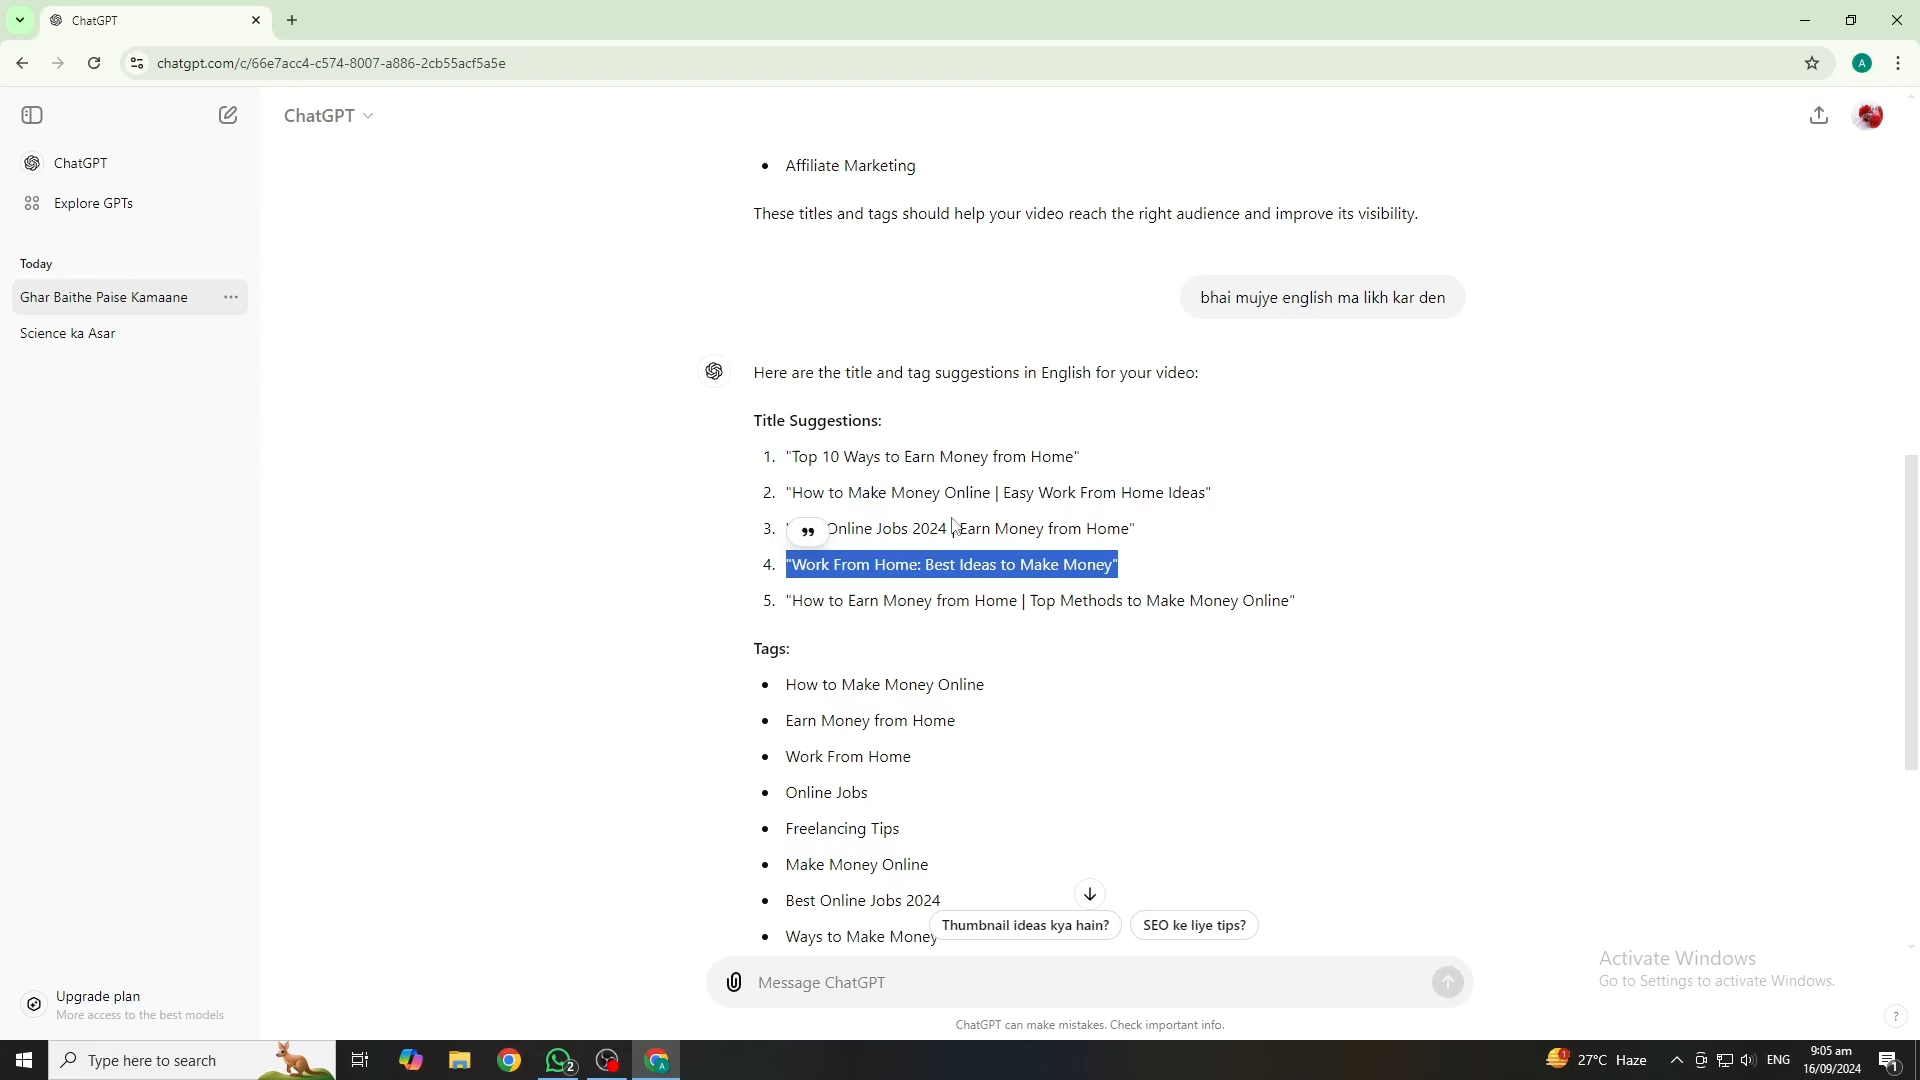 ChatGPT
chatgpt.com/c/66e7acc4-c574-8007-a886-2cb55acf5a5e
A
ChatGPT
ChatGPT
Explore GPTs
Today
Ghar Baithe Paise Kamaane
Science ka Asar
Affiliate Marketing
These titles and tags should help your video reach the right audience and improve its visibility.
bhai mujye english ma likh kar den
Here are the title and tag suggestions in English for your video:
Title Suggestions:
1. "Top 10 Ways to Earn Money from Home"
2. "How to Make Money Online | Easy Work From Home Ideas"
3. " Online Jobs 2024 | Earn Money from Home"
4. "Work From Home: Best Ideas to Make Money"
5. "How to Earn Money from Home | Top Methods to Make Money Online"
Tags:
How to Make Money Online
Earn Money from Home
Work From Home
Online Jobs
Freelancing Tips
Make Money Online
Best Online Jobs 2024
Ways to Make Money
Thumbnail ideas kya hain?
SEO ke liye tips?
Message ChatGPT
ChatGPT can make mistakes. Check important info.
Upgrade plan
More access to the best models
Activate Windows
Go to Settings to activate Windows.
?
Type here to search
2
A
1
27°C Haze
ENG
9:05 am
16/09/2024
1